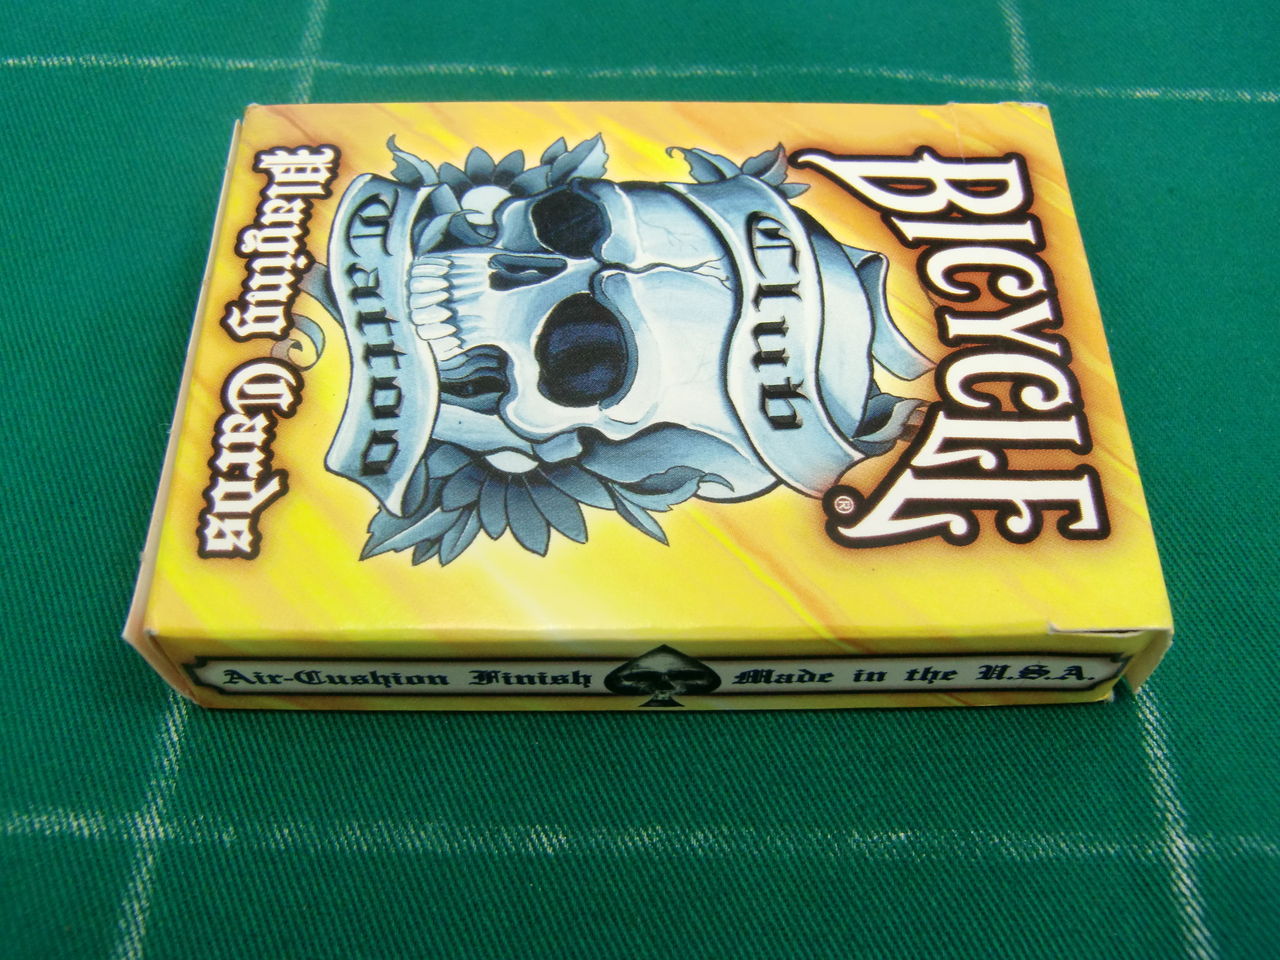 BICYCLE®
Club
Tattoo
Playing Cards
Air-Cushion Finish Made in the U.S.A.